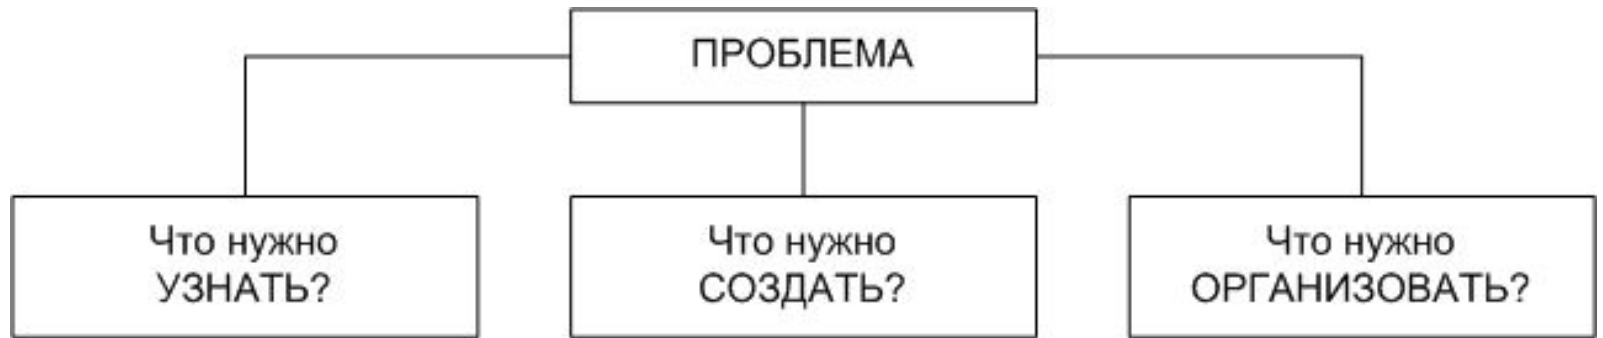 ПРОБЛЕМА
Что нужно
УЗНАТЬ?
Что нужно
СОЗДАТЬ?
Что нужно
ОРГАНИЗОВАТЬ?